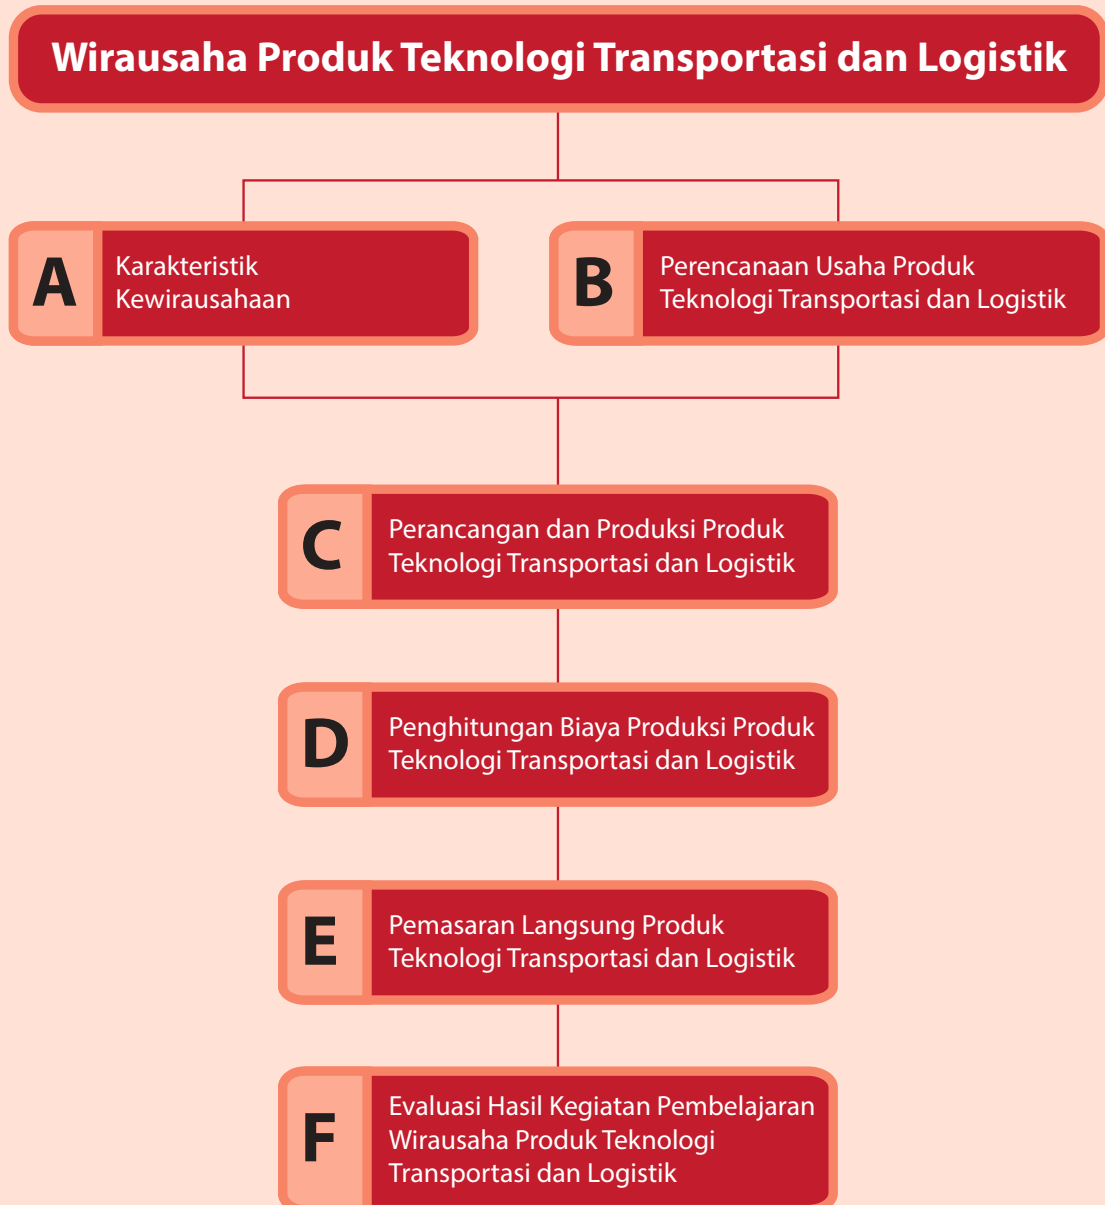 Wirausaha Produk Teknologi Transportasi dan Logistik
A
Karakteristik
Kewirausahaan
B
Perencanaan Usaha Produk
Teknologi Transportasi dan Logistik
C
Perancangan dan Produksi Produk
Teknologi Transportasi dan Logistik
D
Penghitungan Biaya Produksi Produk
Teknologi Transportasi dan Logistik
E
Pemasaran Langsung Produk
Teknologi Transportasi dan Logistik
F
Evaluasi Hasil Kegiatan Pembelajaran
Wirausaha Produk Teknologi
Transportasi dan Logistik